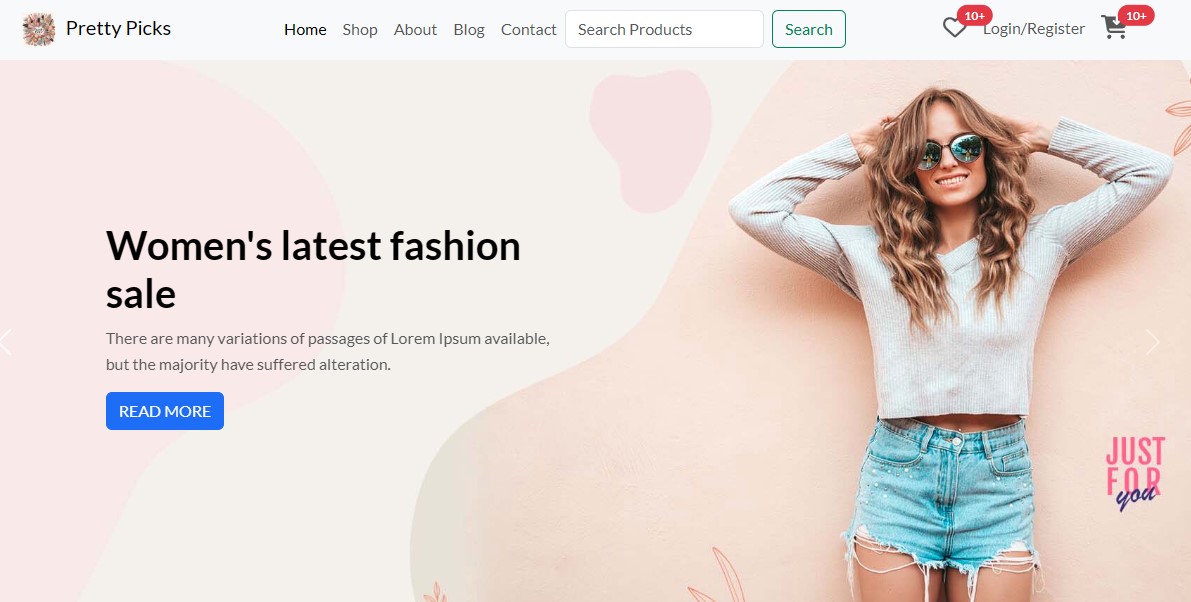 Pretty Picks
Home Shop About Blog Contact Search Products Search
10+
Login/Register
10+
Women's latest fashion
sale
There are many variations of passages of Lorem Ipsum available,
but the majority have suffered alteration.
READ MORE
JUST
FOR
you